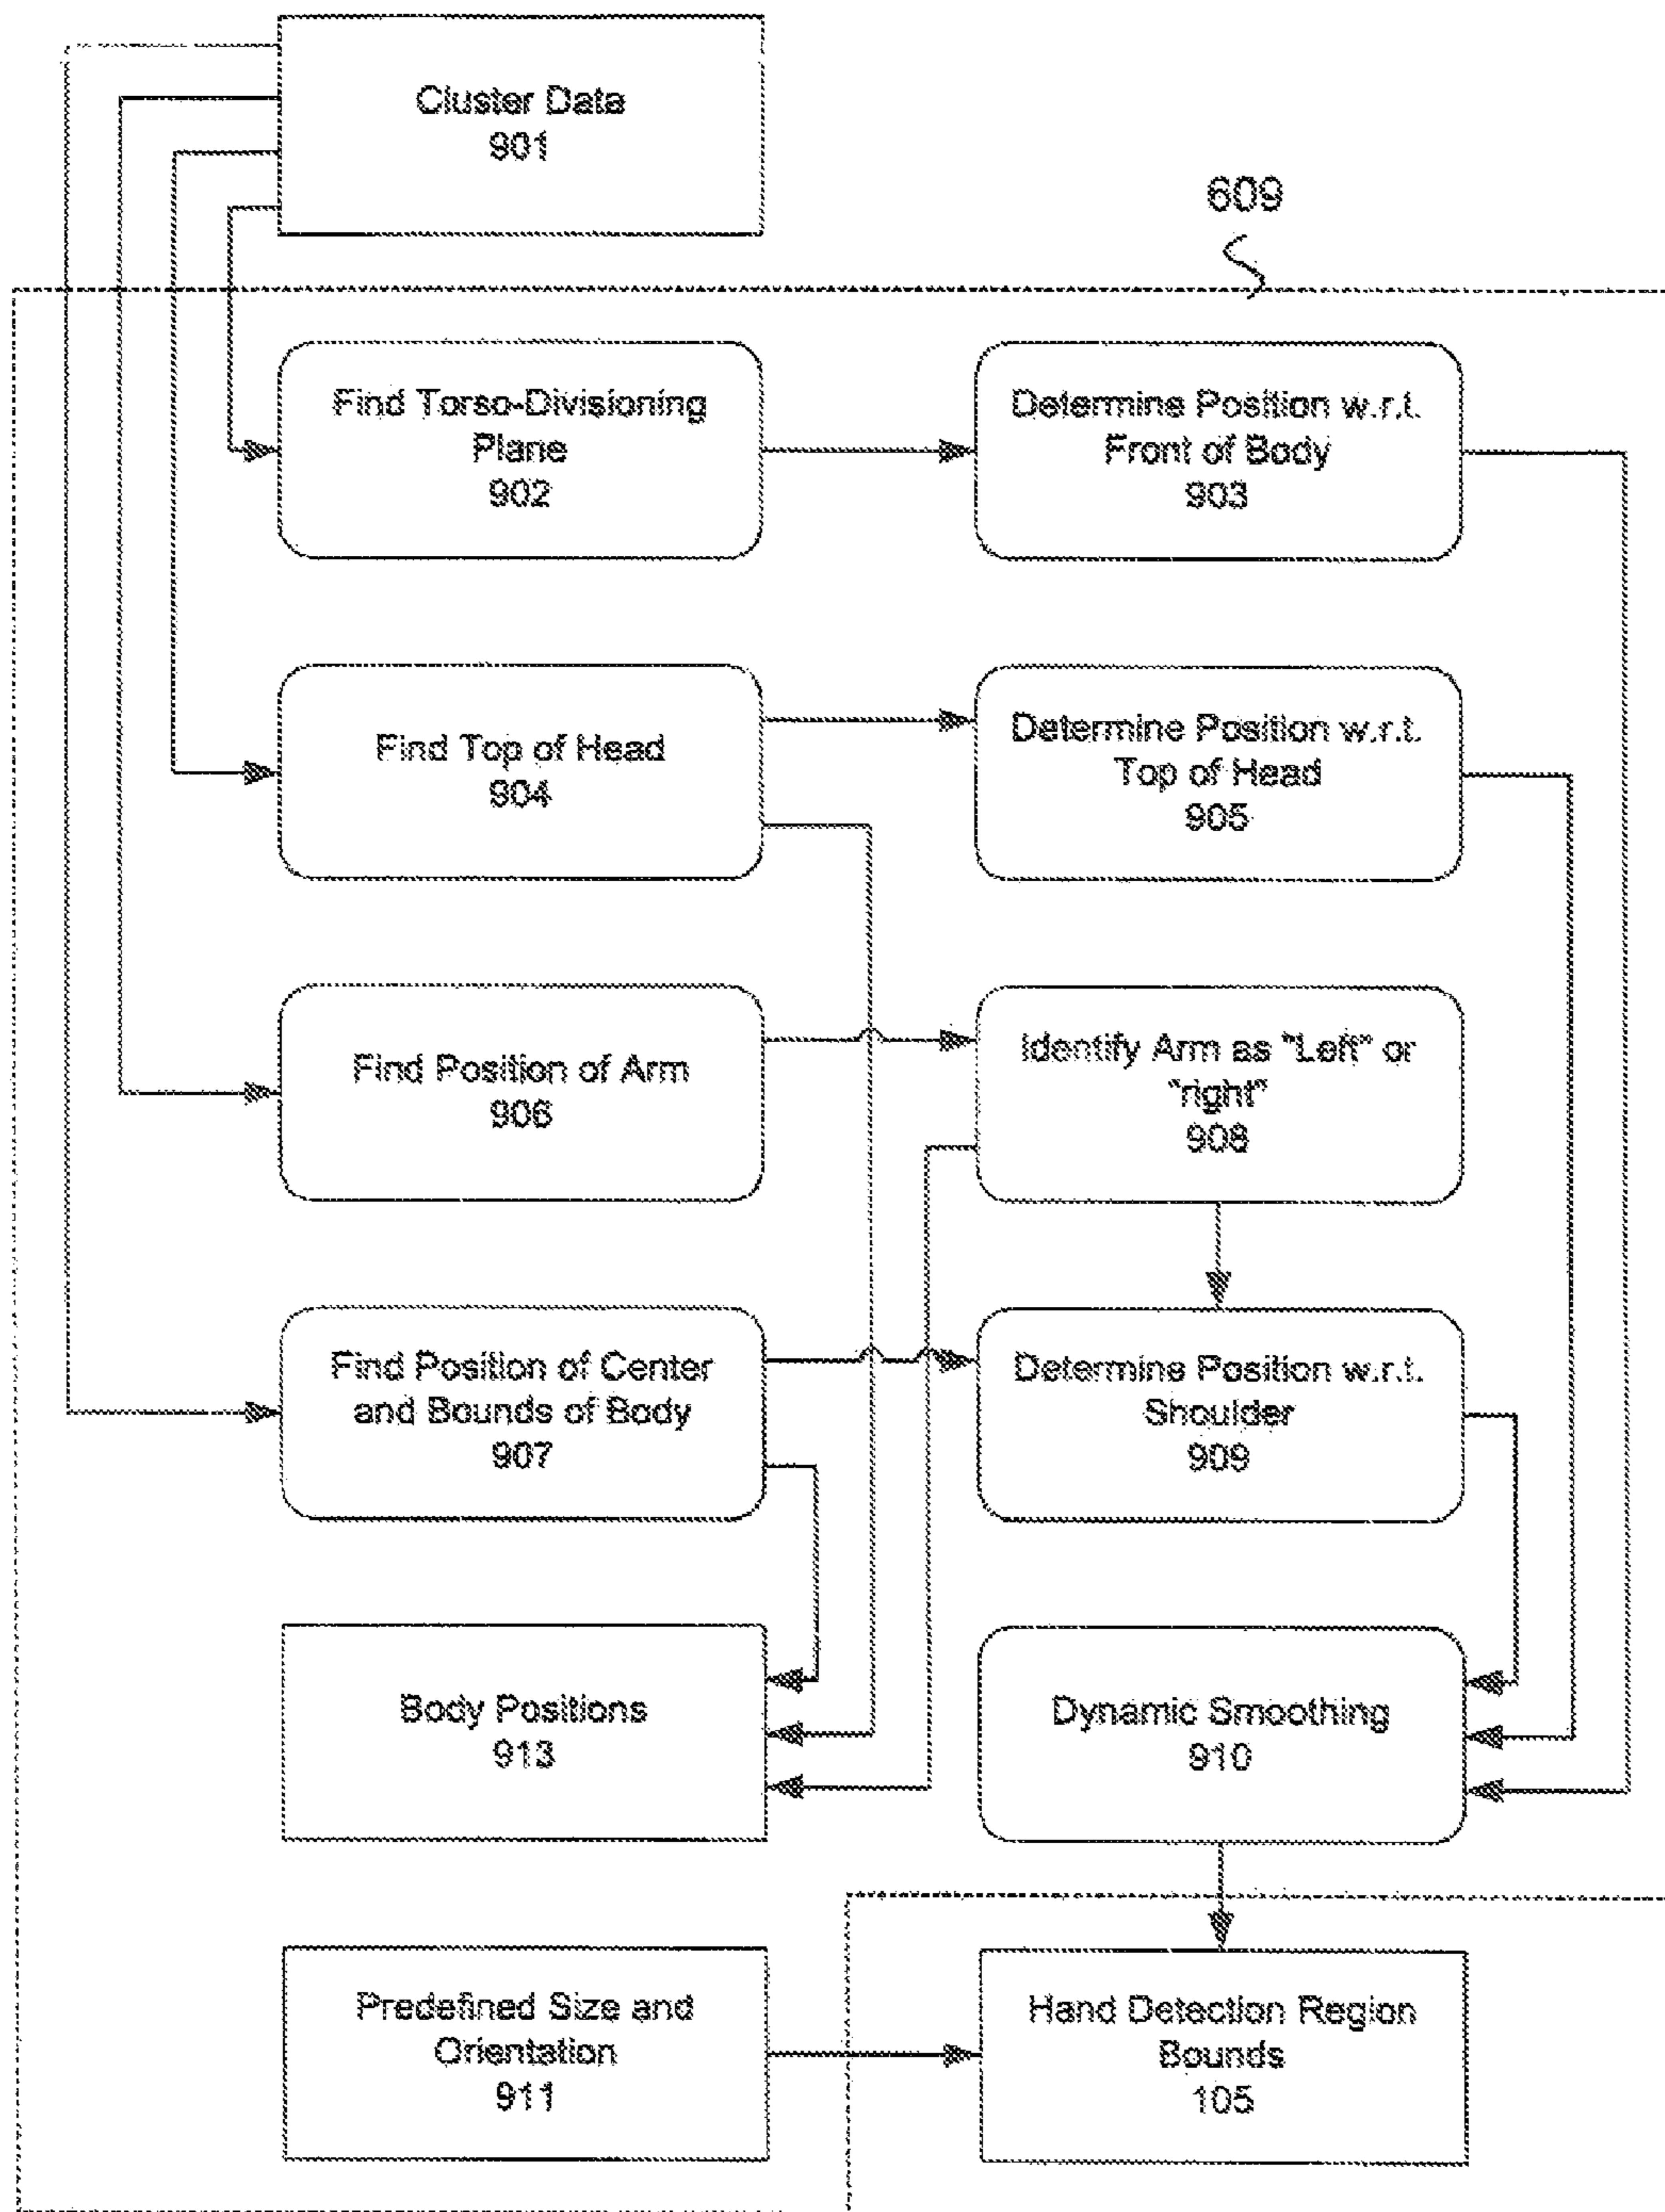 Cluster Data
901
609
Find Torso-Divisioning
Plane
902
Determine Position w.r.t.
Front of Body
903
Find Top of Head
904
Determine Position w.r.t.
Top of Head
905
Find Position of Arm
906
Identify Arm as "Left" or
"right"
908
Find Position of Center
and Bounds of Body
907
Determine Position w.r.t.
Shoulder
909
Body Positions
913
Dynamic Smoothing
910
Predefined Size and
Orientation
911
Hand Detection Region
Bounds
105